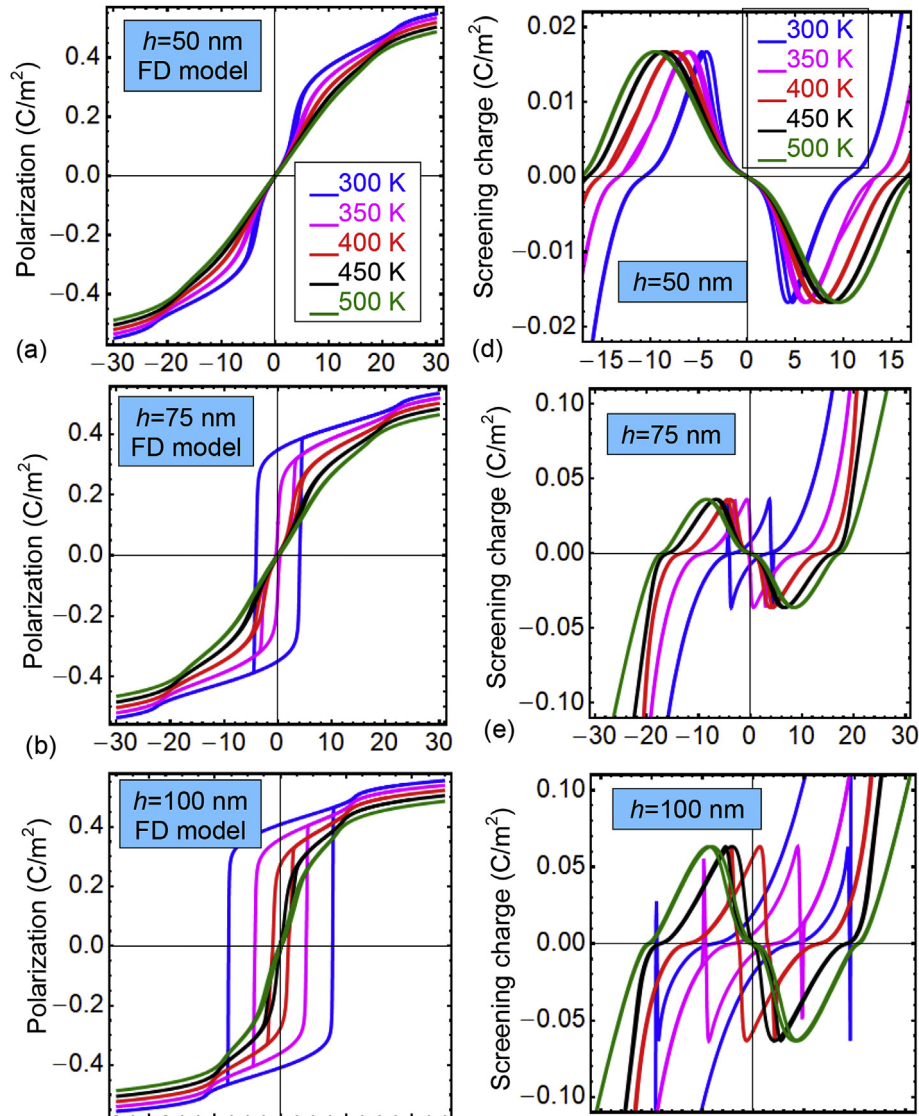 Polarization (C/m²)
0.4
0.2
0.0
−0.2
−0.4
h=50 nm
FD model
300 K
350 K
400 K
450 K
500 K
(a)
−30 −20 −10 0 10 20 30
Screening charge (C/m²)
0.02
0.01
0.00
−0.01
−0.02
300 K
350 K
400 K
450 K
500 K
h=50 nm
(d)
−15 −10 −5 0 5 10 15
Polarization (C/m²)
0.4
0.2
0.0
−0.2
−0.4
h=75 nm
FD model
(b)
−30 −20 −10 0 10 20 30
Screening charge (C/m²)
0.10
0.05
0.00
−0.05
−0.10
h=75 nm
(e)
−30 −20 −10 0 10 20 30
Polarization (C/m²)
0.4
0.2
0.0
−0.2
−0.4
h=100 nm
FD model
Screening charge (C/m²)
0.10
0.05
0.00
−0.05
−0.10
h=100 nm